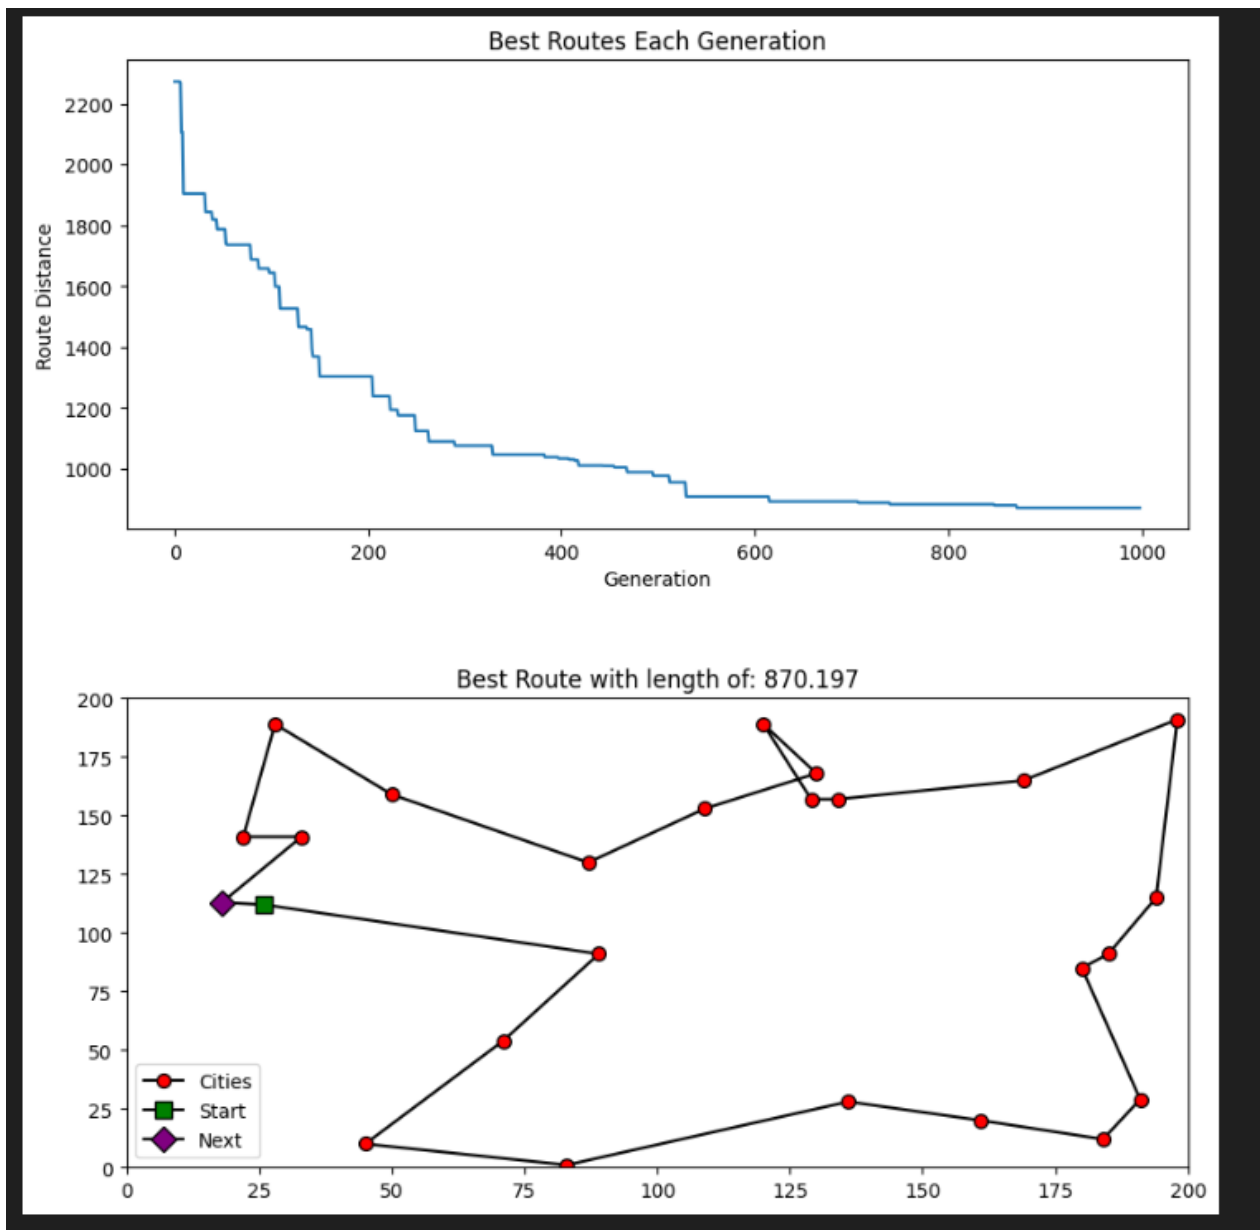 Best Routes Each Generation
2200
2000
1800
1600
1400
1200
1000
Route Distance
0 200 400 600 800 1000
Generation
Best Route with length of: 870.197
200
175
150
125
100
75
50
25
0
Cities
Start
Next
0 25 50 75 100 125 150 175 200